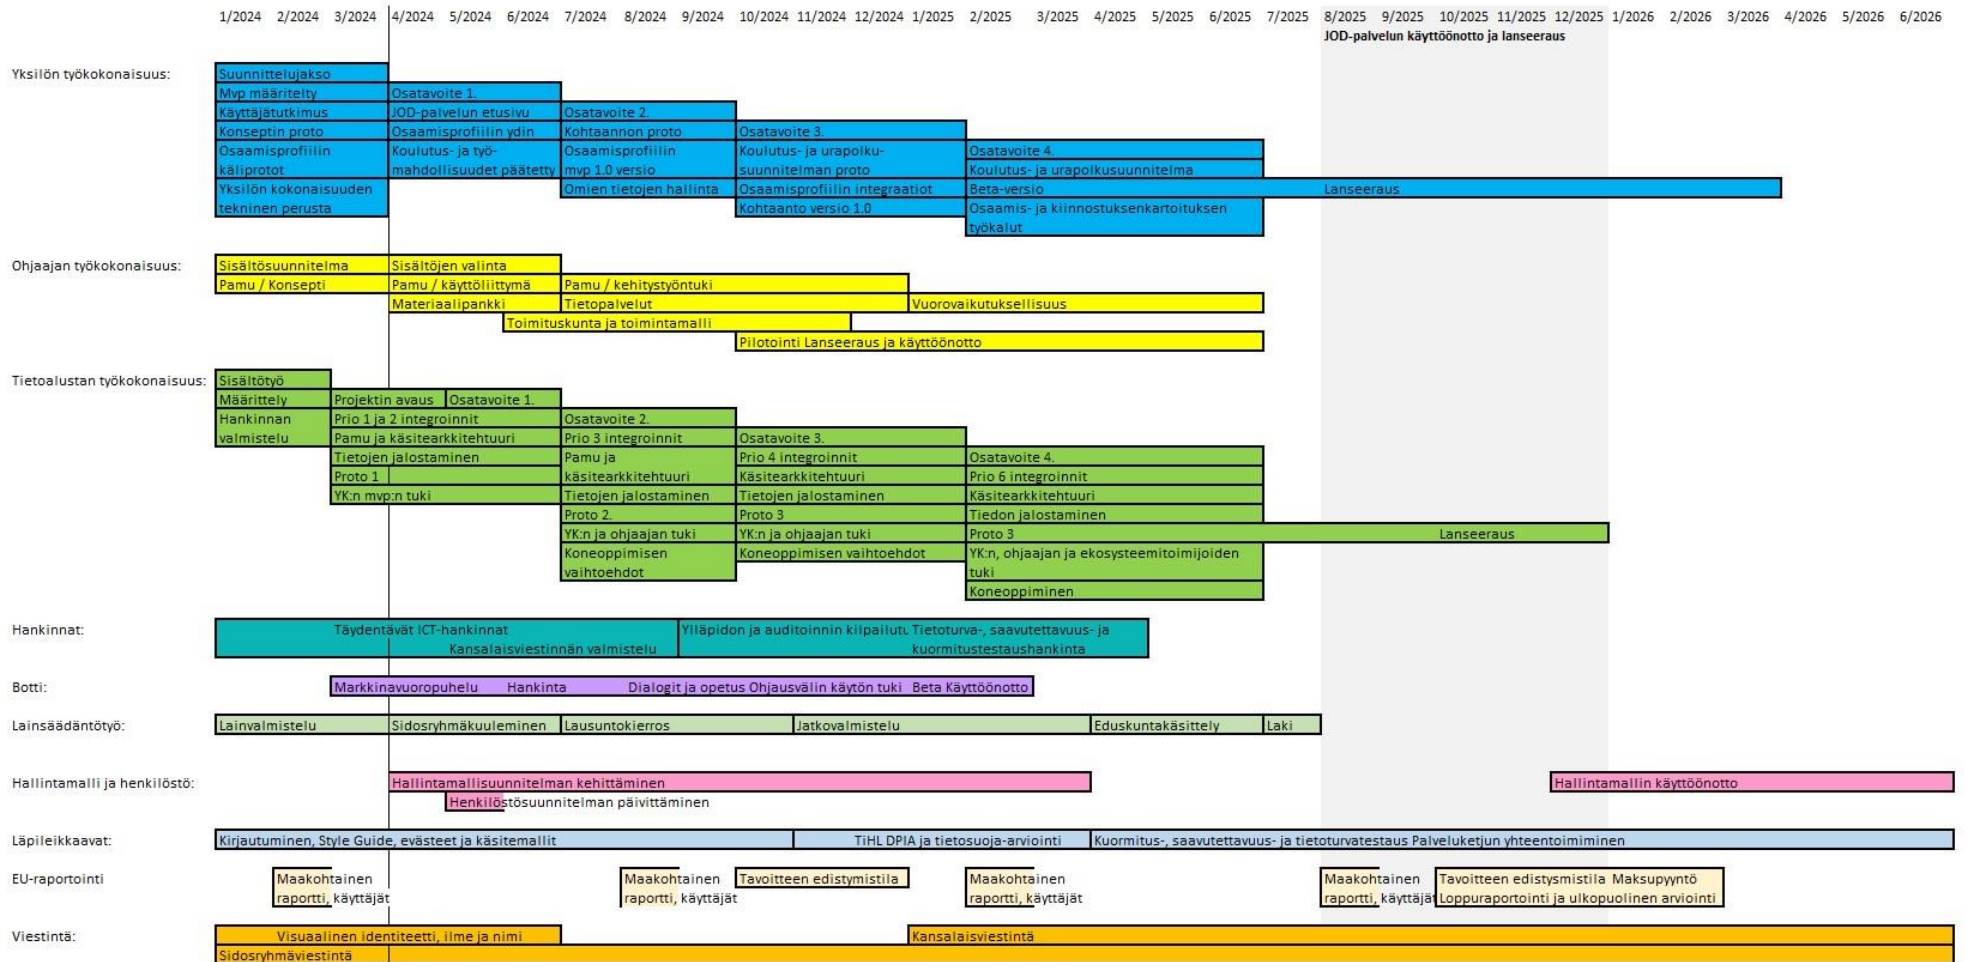 1/2024 2/2024 3/2024 4/2024 5/2024 6/2024 7/2024 8/2024 9/2024 10/2024 11/2024 12/2024 1/2025 2/2025 3/2025 4/2025 5/2025 6/2025 7/2025 8/2025 9/2025 10/2025 11/2025 12/2025 1/2026 2/2026 3/2026 4/2026 5/2026 6/2026
JOD-palvelun käyttöönotto ja lanseeraus
Yksilön työkokonaisuus: Suunnittelujakso
Mvp määritelty Osatavoite 1.
Käyttäjätutkimus JOD-palvelun etusivu Osatavoite 2.
Konseptin proto Osaamisprofiilin ydin Kohtaannon proto Osatavoite 3.
Osaamisprofiilin Koulutus- ja työ- Osaamisprofiilin Koulutus- ja urapolku- Osatavoite 4.
käliprotot mahdollisuudet päätetty mvp 1.0 versio suunnitelman proto Koulutus- ja urapolkusuunnitelma
Yksilön kokonaisuuden Omien tietojen hallinta Osaamisprofiilin integraatiot Beta-versio Lanseeraus
tekninen perusta Kohtaanto versio 1.0 Osaamis- ja kiinnostuksenkartoituksen
työkalut
Ohjaajan työkokonaisuus: Sisältösuunnitelma Sisältöjen valinta
Pamu / Konsepti Pamu / käyttöliittymä Pamu / kehitystyöntuki
Materiaalipankki Tietopalvelut Vuorovaikutuksellisuus
Toimituskunta ja toimintamalli
Pilotointi Lanseeraus ja käyttöönotto
Tietoalustan työkokonaisuus: Sisältötyö
Määrittely Projektin avaus Osatavoite 1.
Hankinnan Prio 1 ja 2 integroinnit Osatavoite 2.
valmistelu Pamu ja käsitearkkitehtuuri Prio 3 integroinnit Osatavoite 3.
Tietojen jalostaminen Pamu ja Prio 4 integroinnit Osatavoite 4.
Proto 1 käsitearkkitehtuuri Käsitearkkitehtuuri Prio 6 integroinnit
YK:n mvp:n tuki Tietojen jalostaminen Tietojen jalostaminen Käsitearkkitehtuuri
Proto 2. Proto 3 Tiedon jalostaminen
YK:n ja ohjaajan tuki YK:n ja ohjaajan tuki Proto 3 Lanseeraus
Koneoppimisen Koneoppimisen vaihtoehdot YK:n, ohjaajan ja ekosysteemitoimijoiden
vaihtoehdot tuki
Koneoppiminen
Hankinnat: Täydentävät ICT-hankinnat Ylläpidon ja auditoinnin kilpailutu Tietoturva-, saavutettavuus- ja
Kansalaisviestinnän valmistelu kuormitustestaushankinta
Botti: Markkinavuoropuhelu Hankinta Dialogit ja opetus Ohjausvälin käytön tuki Beta Käyttöönotto
Lainsäädäntötyö: Lainvalmistelu Sidosryhmäkuuleminen Lausuntokierros Jatkovalmistelu Eduskuntakäsittely Laki
Hallintamalli ja henkilöstö: Hallintamallisuunnitelman kehittäminen Hallintamallin käyttöönotto
Henkilöstösuunnitelman päivittäminen
Läpileikkaavat: Kirjautuminen, Style Guide, evästeet ja käsitemallit TiHL DPIA ja tietosuoja-arviointi Kuormitus-, saavutettavuus- ja tietoturvatestaus Palveluketjun yhteentoimiminen
EU-raportointi Maakohtainen Maakohtainen Tavoitteen edistymistila Maakohtainen Maakohtainen Tavoitteen edistysmistila Maksupyyntö
raportti, käyttäjät raportti, käyttäjät raportti, käyttäjät raportti, käyttäjät Loppuraportointi ja ulkopuolinen arviointi
Viestintä: Visuaalinen identiteetti, ilme ja nimi Kansalaisviestintä
Sidosryhmäviestintä